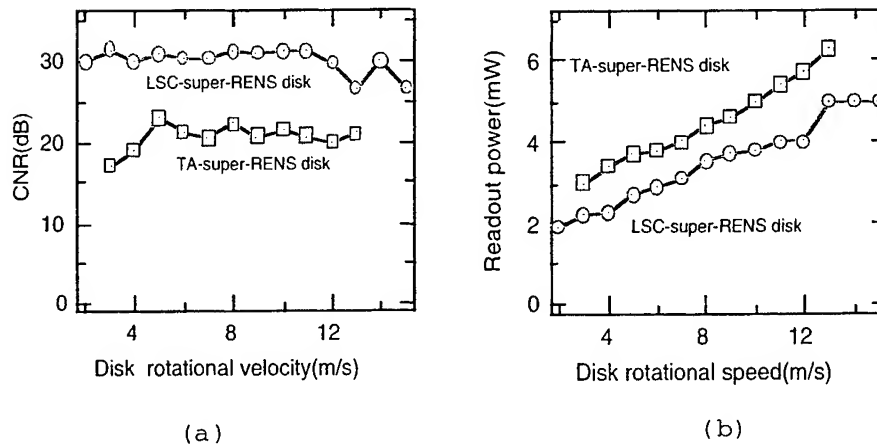 CNR(dB)
30
20
10
0
LSC-super-RENS disk
TA-super-RENS disk
4
8
12
Disk rotational velocity(m/s)
(a)
Readout power(mW)
6
4
2
0
TA-super-RENS disk
LSC-super-RENS disk
4
8
12
Disk rotational speed(m/s)
(b)